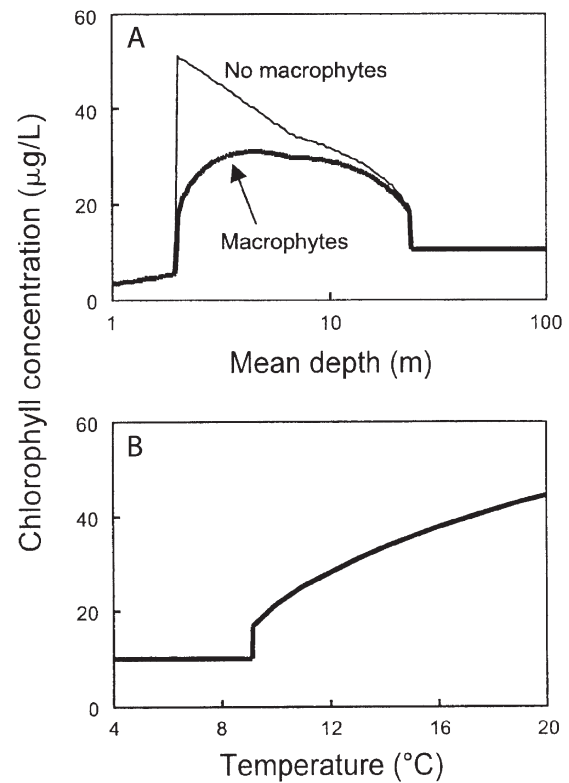 Chlorophyll concentration (µg/L)
A
60
40
20
0
No macrophytes
Macrophytes
1
10
100
Mean depth (m)
B
60
40
20
0
4
8
12
16
20
Temperature (°C)